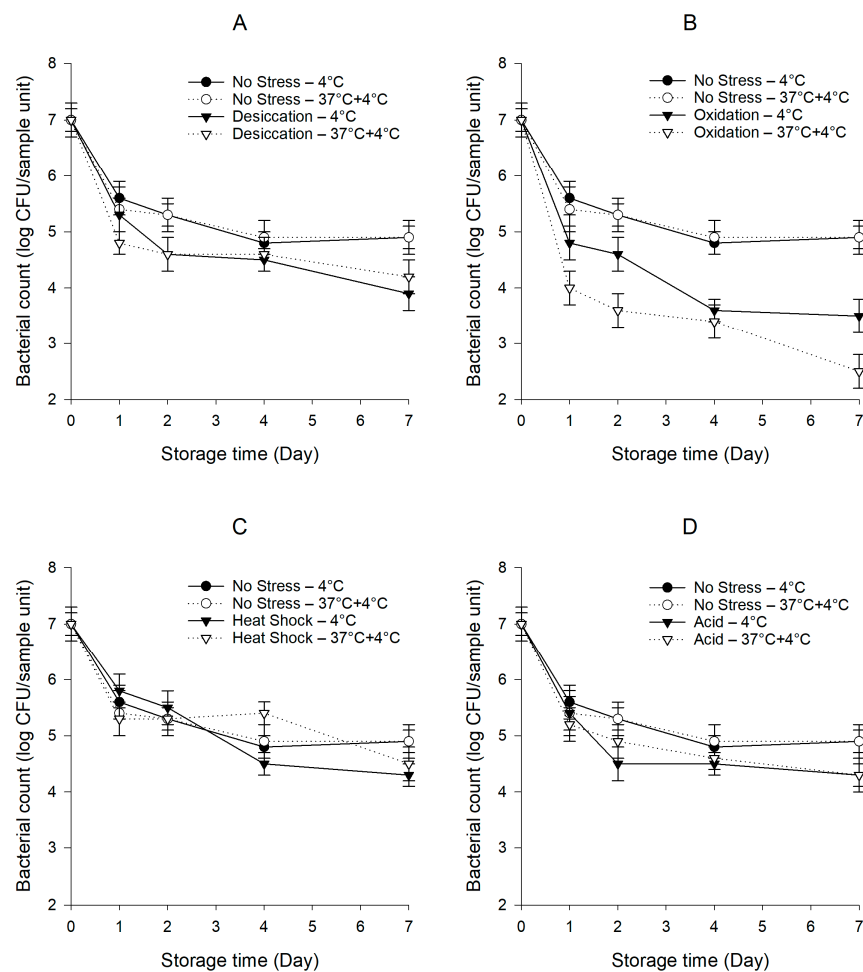 A
Bacterial count (log CFU/sample unit)
8
7
6
5
4
3
2
No Stress – 4°C
No Stress – 37°C+4°C
Desiccation – 4°C
Desiccation – 37°C+4°C
0 1 2 3 4 5 6 7
Storage time (Day)
B
Bacterial count (log CFU/sample unit)
8
7
6
5
4
3
2
No Stress – 4°C
No Stress – 37°C+4°C
Oxidation – 4°C
Oxidation – 37°C+4°C
0 1 2 3 4 5 6 7
Storage time (Day)
C
Bacterial count (log CFU/sample unit)
8
7
6
5
4
3
2
No Stress – 4°C
No Stress – 37°C+4°C
Heat Shock – 4°C
Heat Shock – 37°C+4°C
0 1 2 3 4 5 6 7
Storage time (Day)
D
Bacterial count (log CFU/sample unit)
8
7
6
5
4
3
2
No Stress – 4°C
No Stress – 37°C+4°C
Acid – 4°C
Acid – 37°C+4°C
0 1 2 3 4 5 6 7
Storage time (Day)